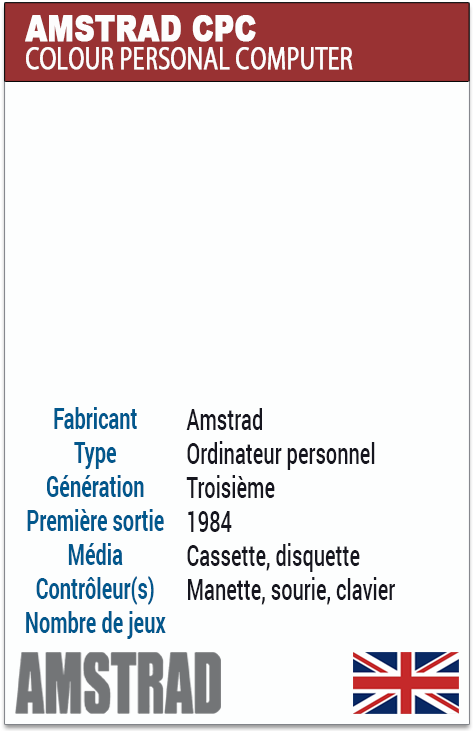 AMSTRAD CPC
COLOUR PERSONAL COMPUTER
Fabricant Amstrad
Type Ordinateur personnel
Génération Troisième
Première sortie 1984
Média Cassette, disquette
Contrôleur(s) Manette, sourie, clavier
Nombre de jeux
AMSTRAD